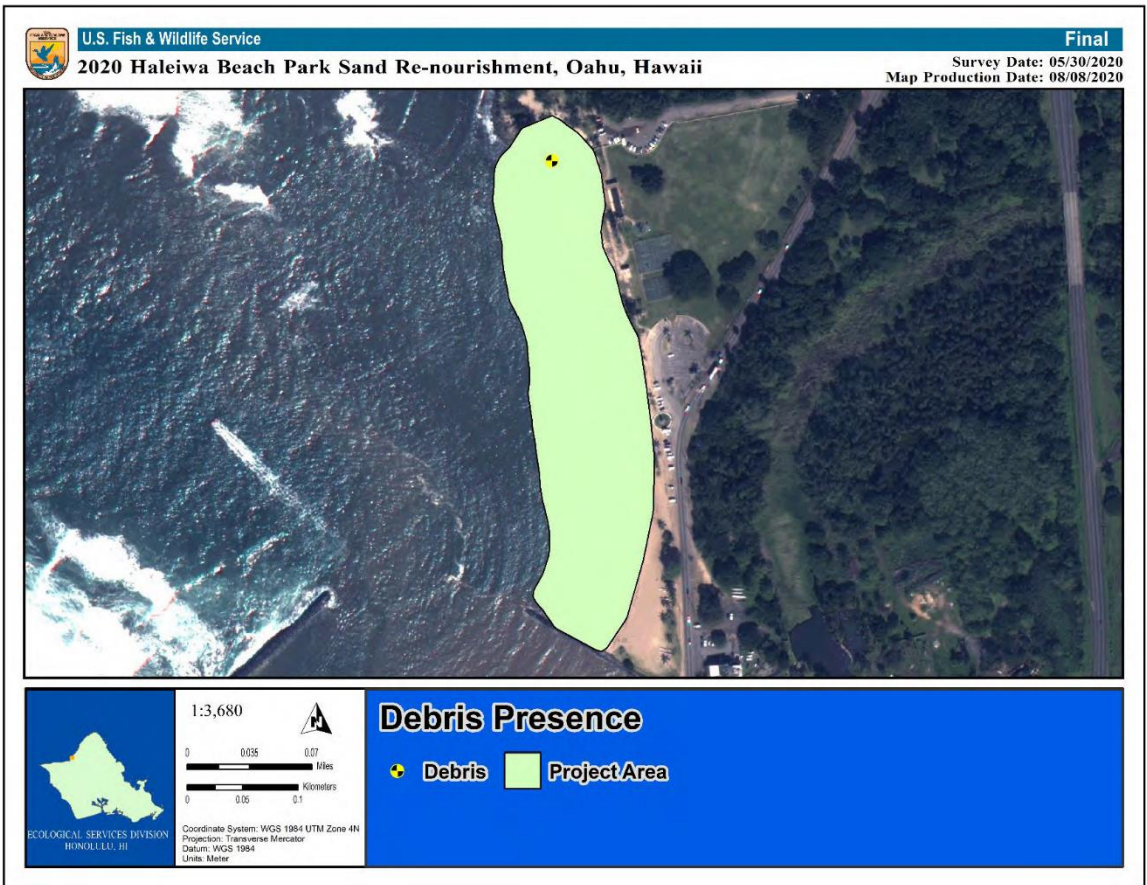 U.S. Fish & Wildlife Service
Final
2020 Haleiwa Beach Park Sand Re-nourishment, Oahu, Hawaii
Survey Date: 05/30/2020
Map Production Date: 08/08/2020
1:3,680
N
0 0.035 0.07
Miles
Kilometers
0 0.05 0.1
Coordinate System: WGS 1984 UTM Zone 4N
Projection: Transverse Mercator
Datum: WGS 1984
Units: Meter
ECOLOGICAL SERVICES DIVISION
HONOLULU, HI
Debris Presence
Debris
Project Area